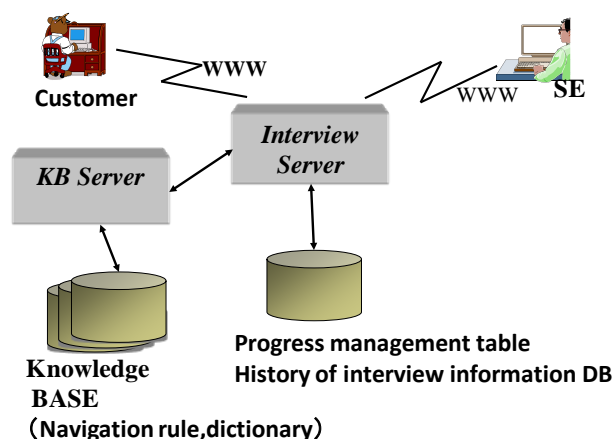 WWW
Customer
WWW
SE
Interview
Server
KB Server
Progress management table
History of interview information DB
Knowledge
BASE
（Navigation rule,dictionary）